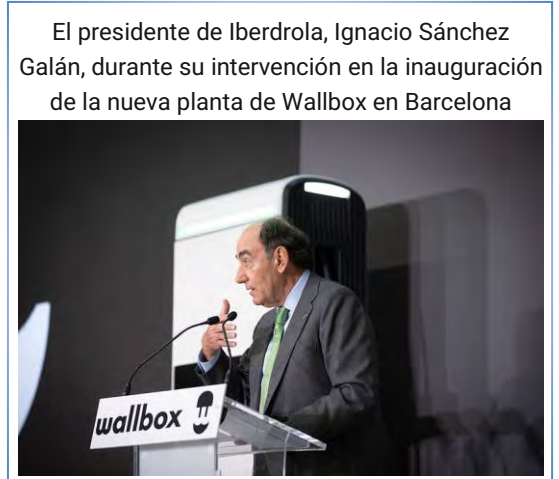 El presidente de Iberdrola, Ignacio Sánchez
Galán, durante su intervención en la inauguración
de la nueva planta de Wallbox en Barcelona
wallbox